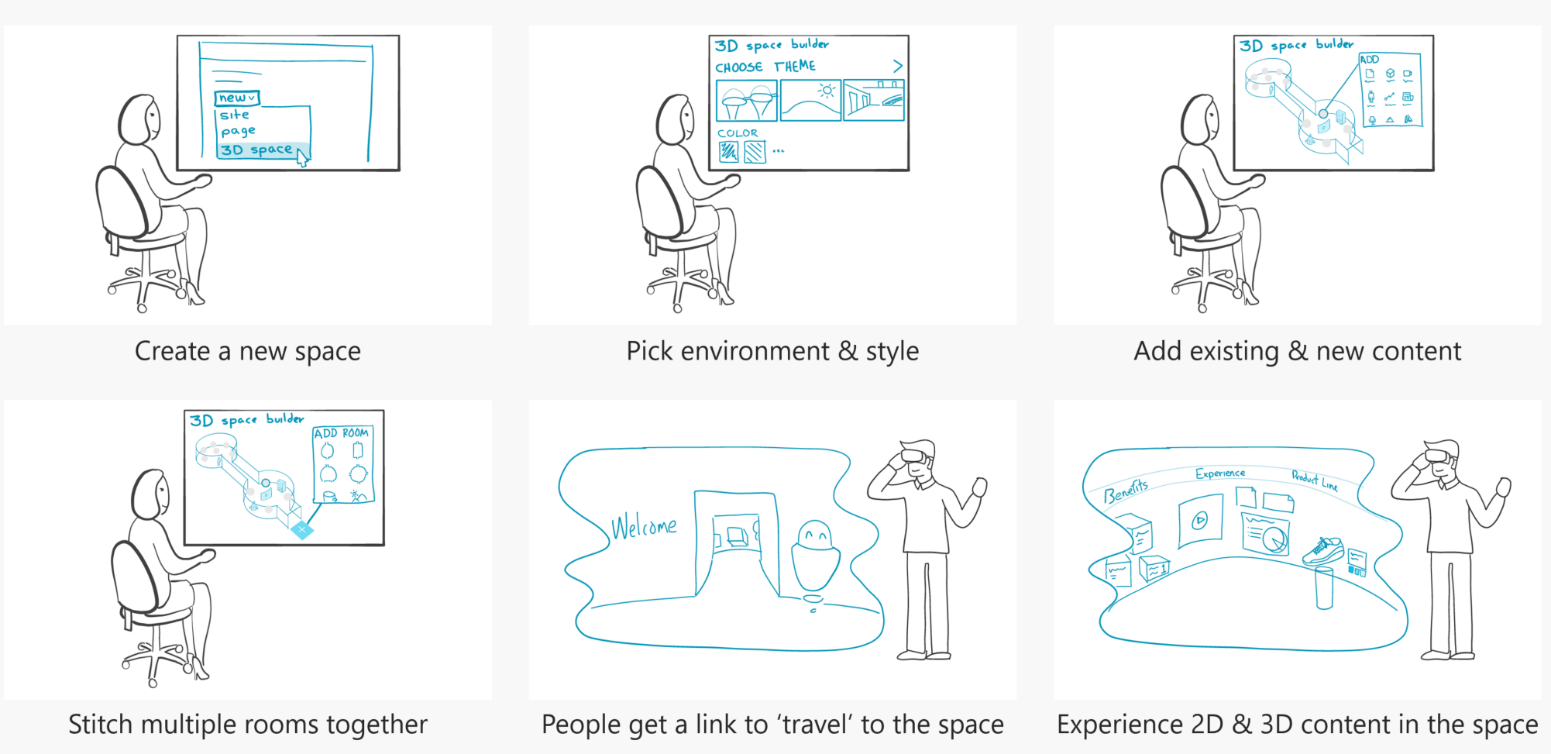 new
site
page
3D space
Create a new space
3D space builder
CHOOSE THEME
COLOR
...
Pick environment & style
3D space builder
ADD
Add existing & new content
3D space builder
ADD ROOM
Stitch multiple rooms together
Welcome
People get a link to ‘travel’ to the space
Benefits
Experience
Product Line
Experience 2D & 3D content in the space